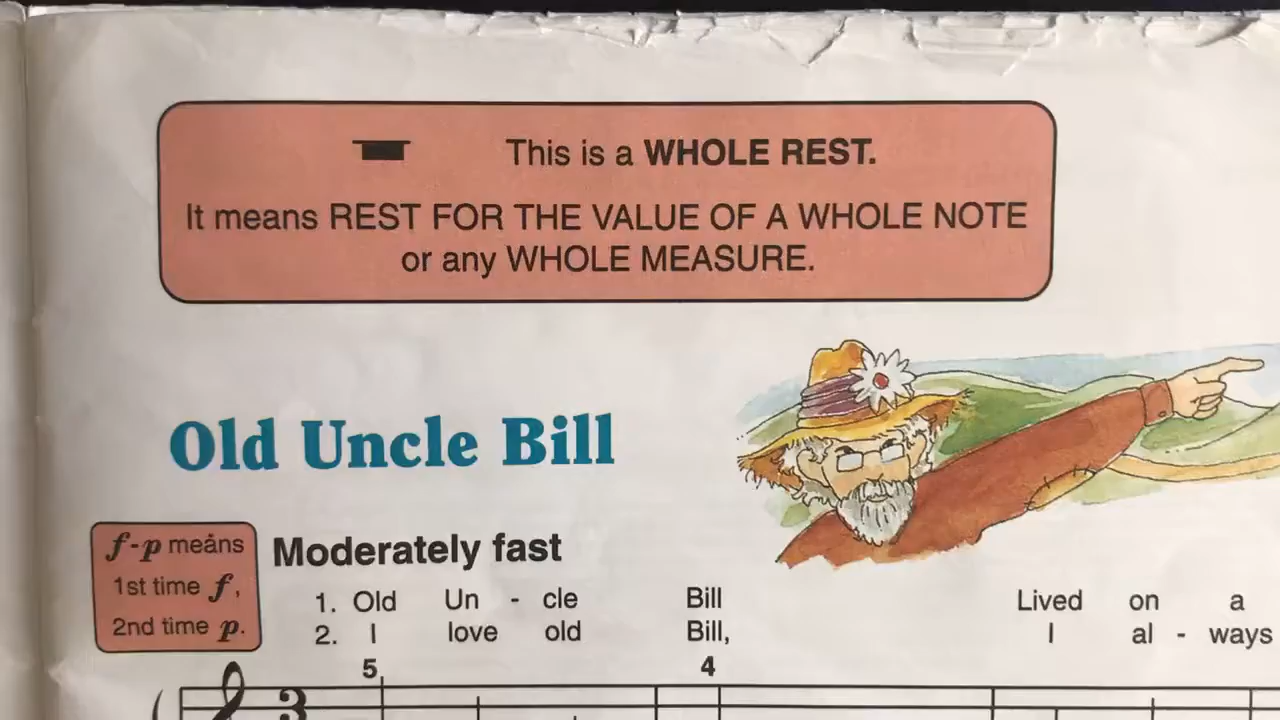 This is a WHOLE REST.
It means REST FOR THE VALUE OF A WHOLE NOTE
or any WHOLE MEASURE.
Old Uncle Bill
f-p means
1st time f,
2nd time p.
Moderately fast
1. Old Un - cle Bill Lived on a
2. I love old Bill, I al - ways
5 4
3